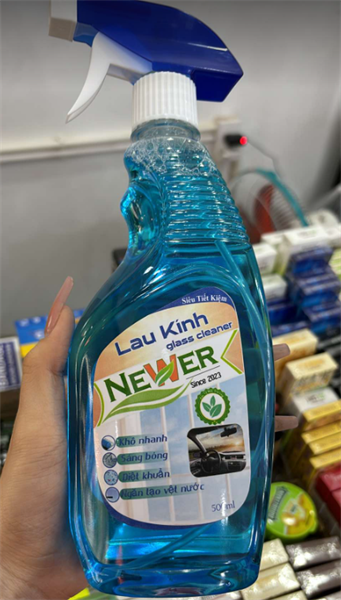 Siêu Tiết Kiệm
Lau Kính
glass cleaner
NEWER
Since 2023
Khô nhanh
Sáng bóng
Diệt khuẩn
Ngăn tạo vệt nước
500ml